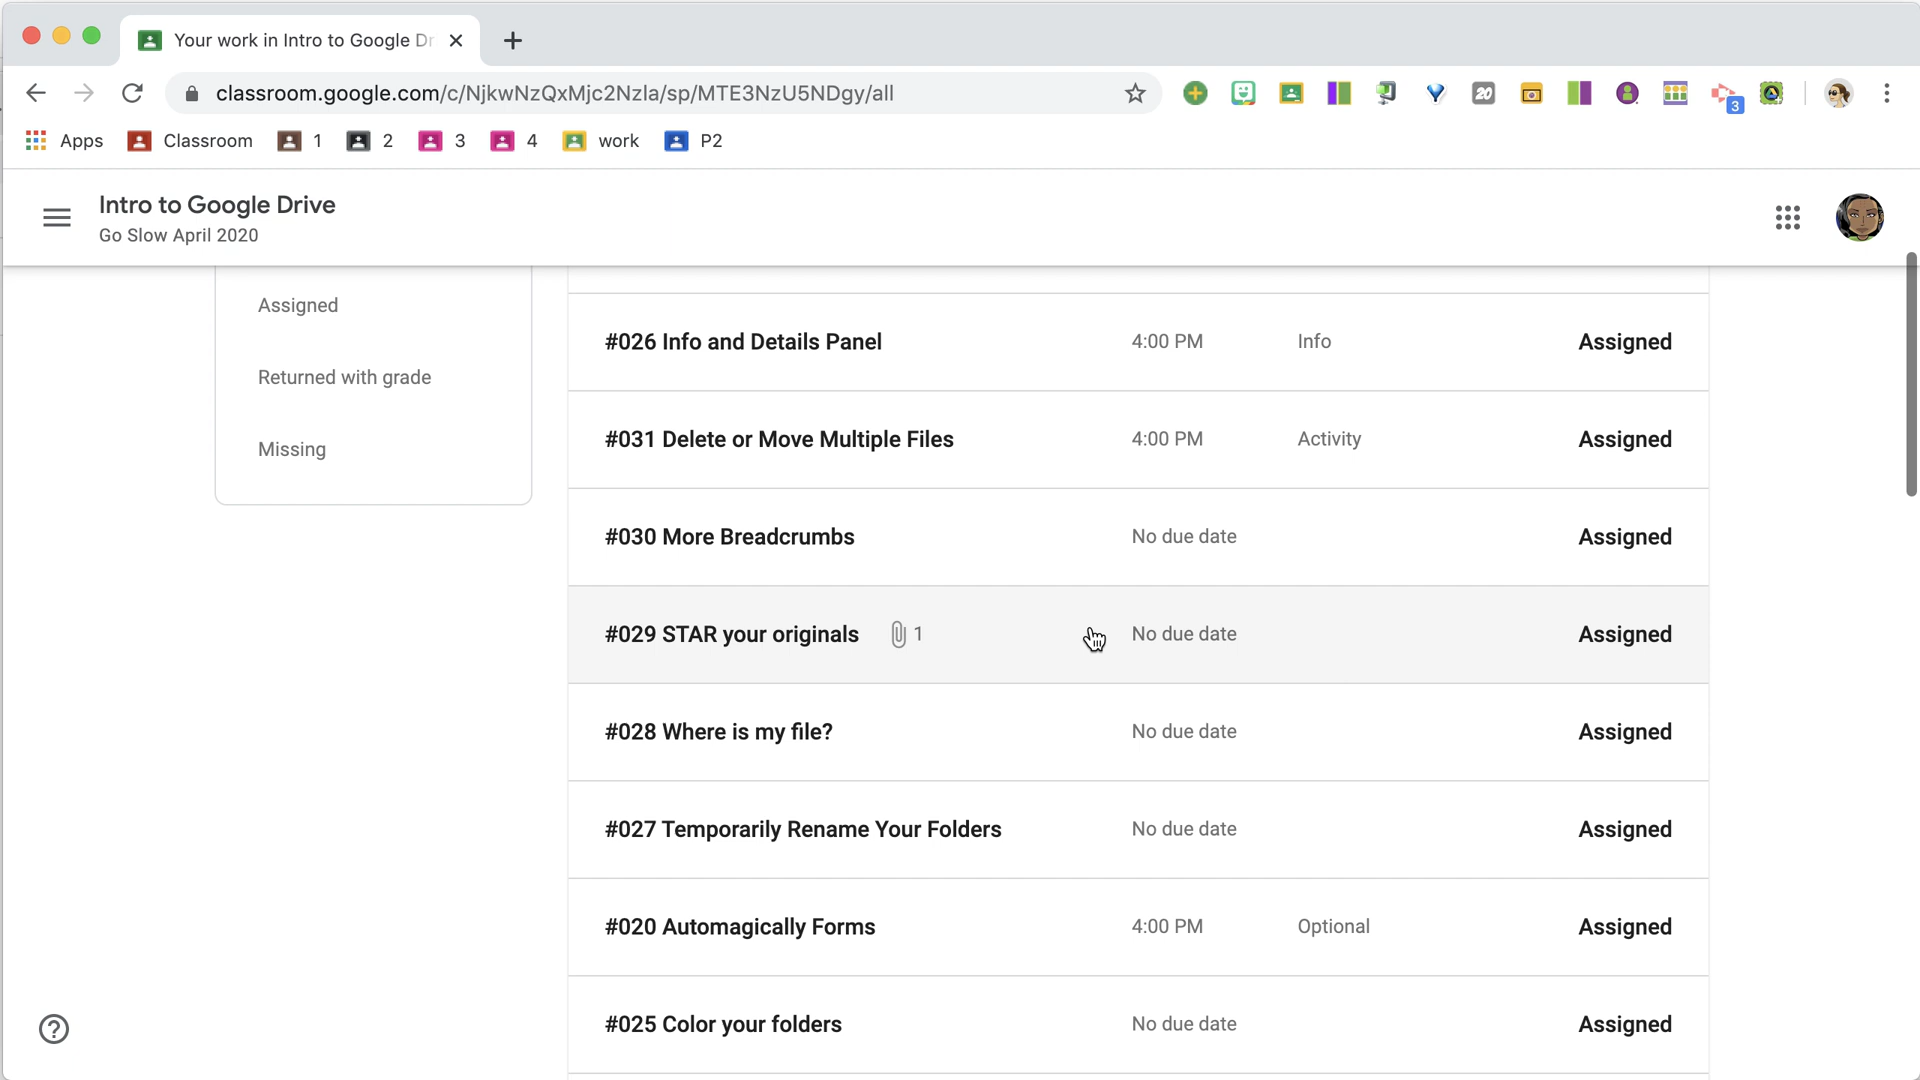 Your work in Intro to Google Dr
classroom.google.com/c/NjkwNzQxMjc2NzIa/sp/MTE3NzU5NDgy/all
20
3
Apps
Classroom
1
2
3
4
work
P2
Intro to Google Drive
Go Slow April 2020
Assigned
Returned with grade
Missing
#026 Info and Details Panel 4:00 PM Info Assigned
#031 Delete or Move Multiple Files 4:00 PM Activity Assigned
#030 More Breadcrumbs No due date Assigned
#029 STAR your originals 1 No due date Assigned
#028 Where is my file? No due date Assigned
#027 Temporarily Rename Your Folders No due date Assigned
#020 Automagically Forms 4:00 PM Optional Assigned
#025 Color your folders No due date Assigned